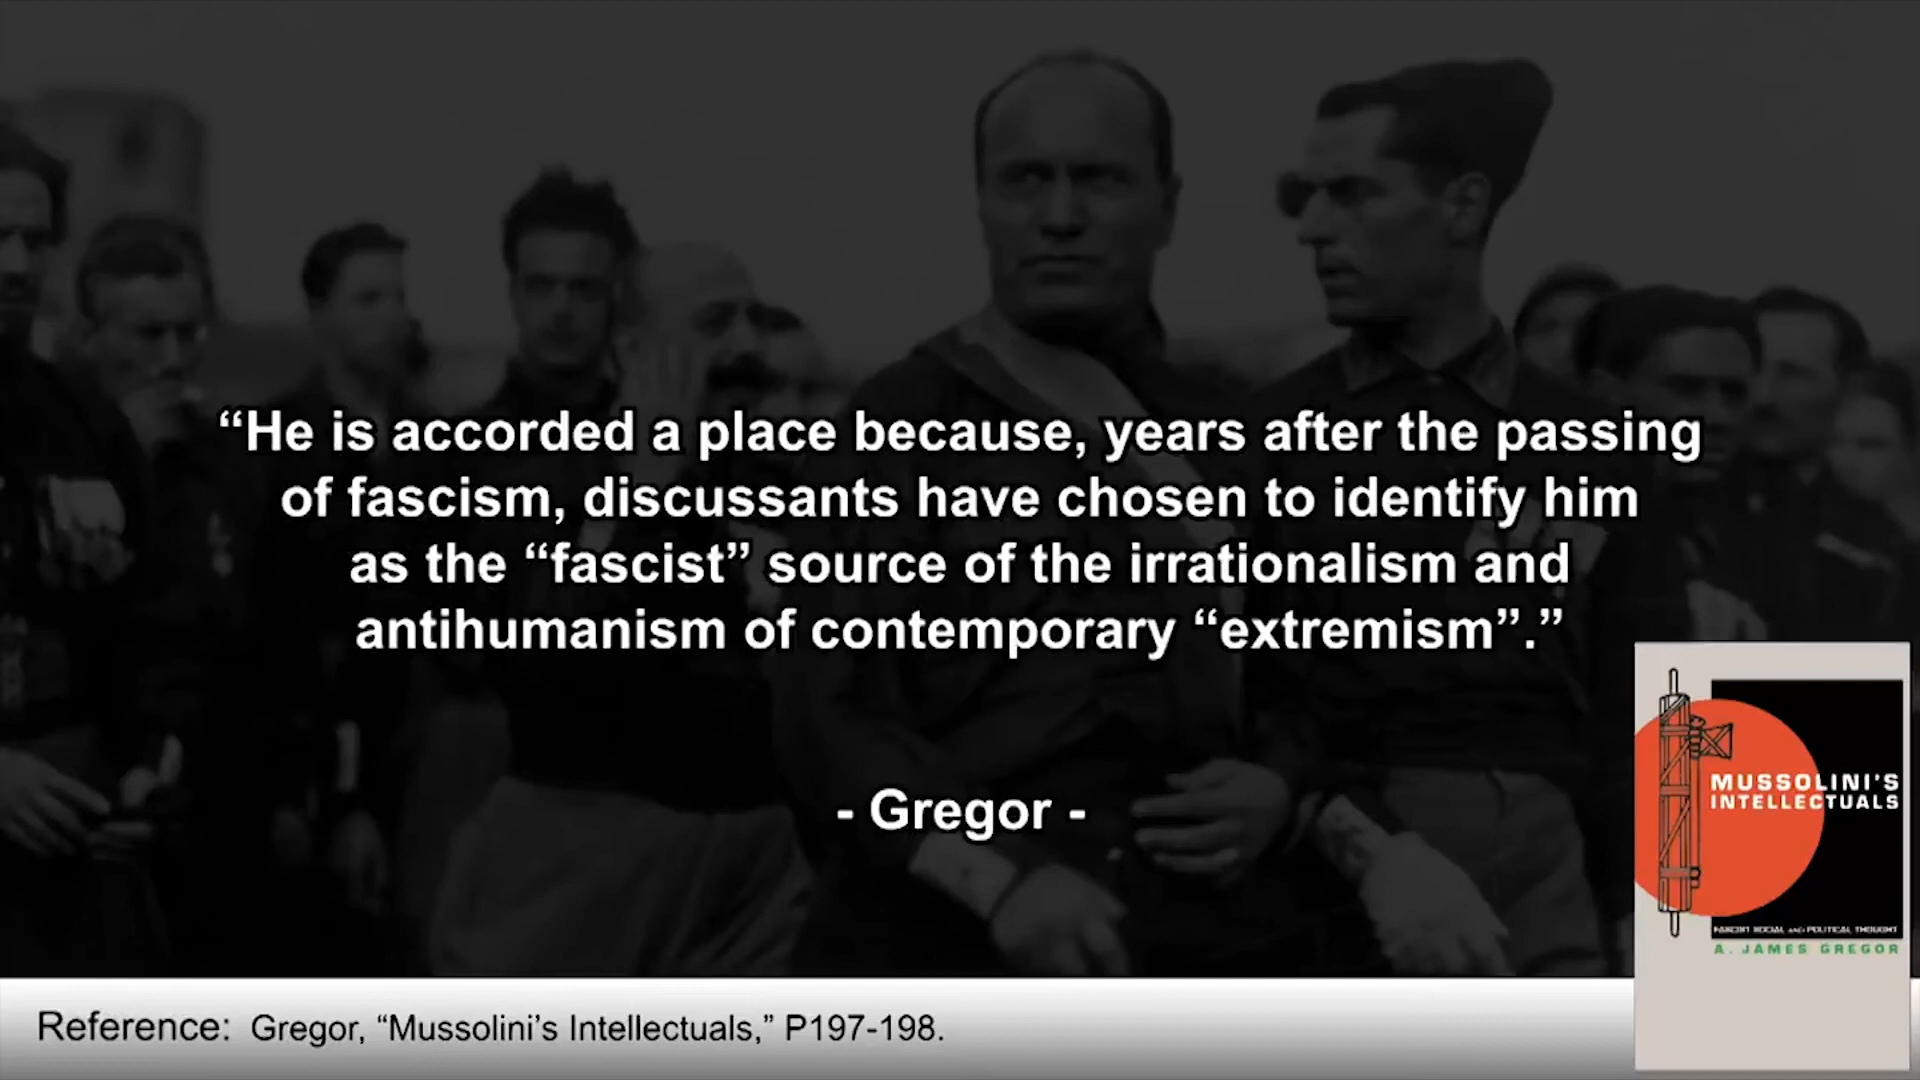 “He is accorded a place because, years after the passing
of fascism, discussants have chosen to identify him
as the “fascist” source of the irrationalism and
antihumanism of contemporary “extremism”.”
- Gregor -
MUSSOLINI'S
INTELLECTUALS
FASCIST SOCIAL AND POLITICAL THOUGHT
A. JAMES GREGOR
Reference: Gregor, “Mussolini’s Intellectuals,” P197-198.